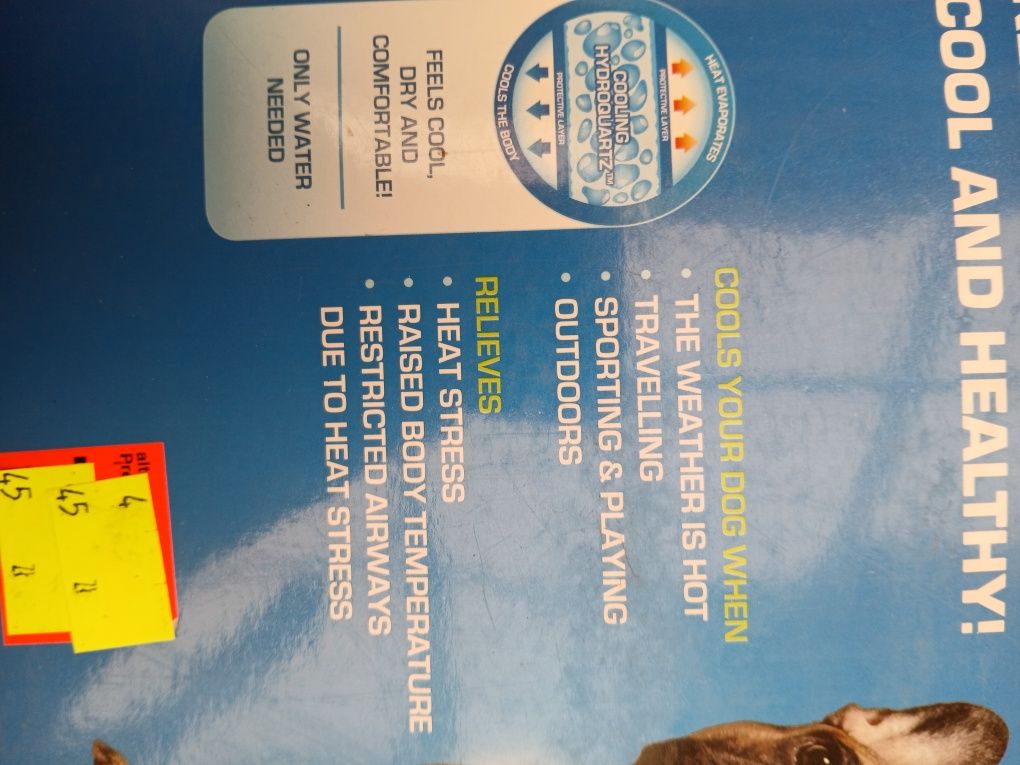 COOL AND HEALTHY!
HEAT EVAPORATES
PROTECTIVE LAYER
COOLING
HYDROQUARTZ™
PROTECTIVE LAYER
COOLS THE BODY
FEELS COOL,
DRY AND
COMFORTABLE!
ONLY WATER
NEEDED
COOLS YOUR DOG WHEN
• THE WEATHER IS HOT
• TRAVELLING
• SPORTING & PLAYING
• OUTDOORS
RELIEVES
• HEAT STRESS
• RAISED BODY TEMPERATURE
• RESTRICTED AIRWAYS
DUE TO HEAT STRESS
4
45
45